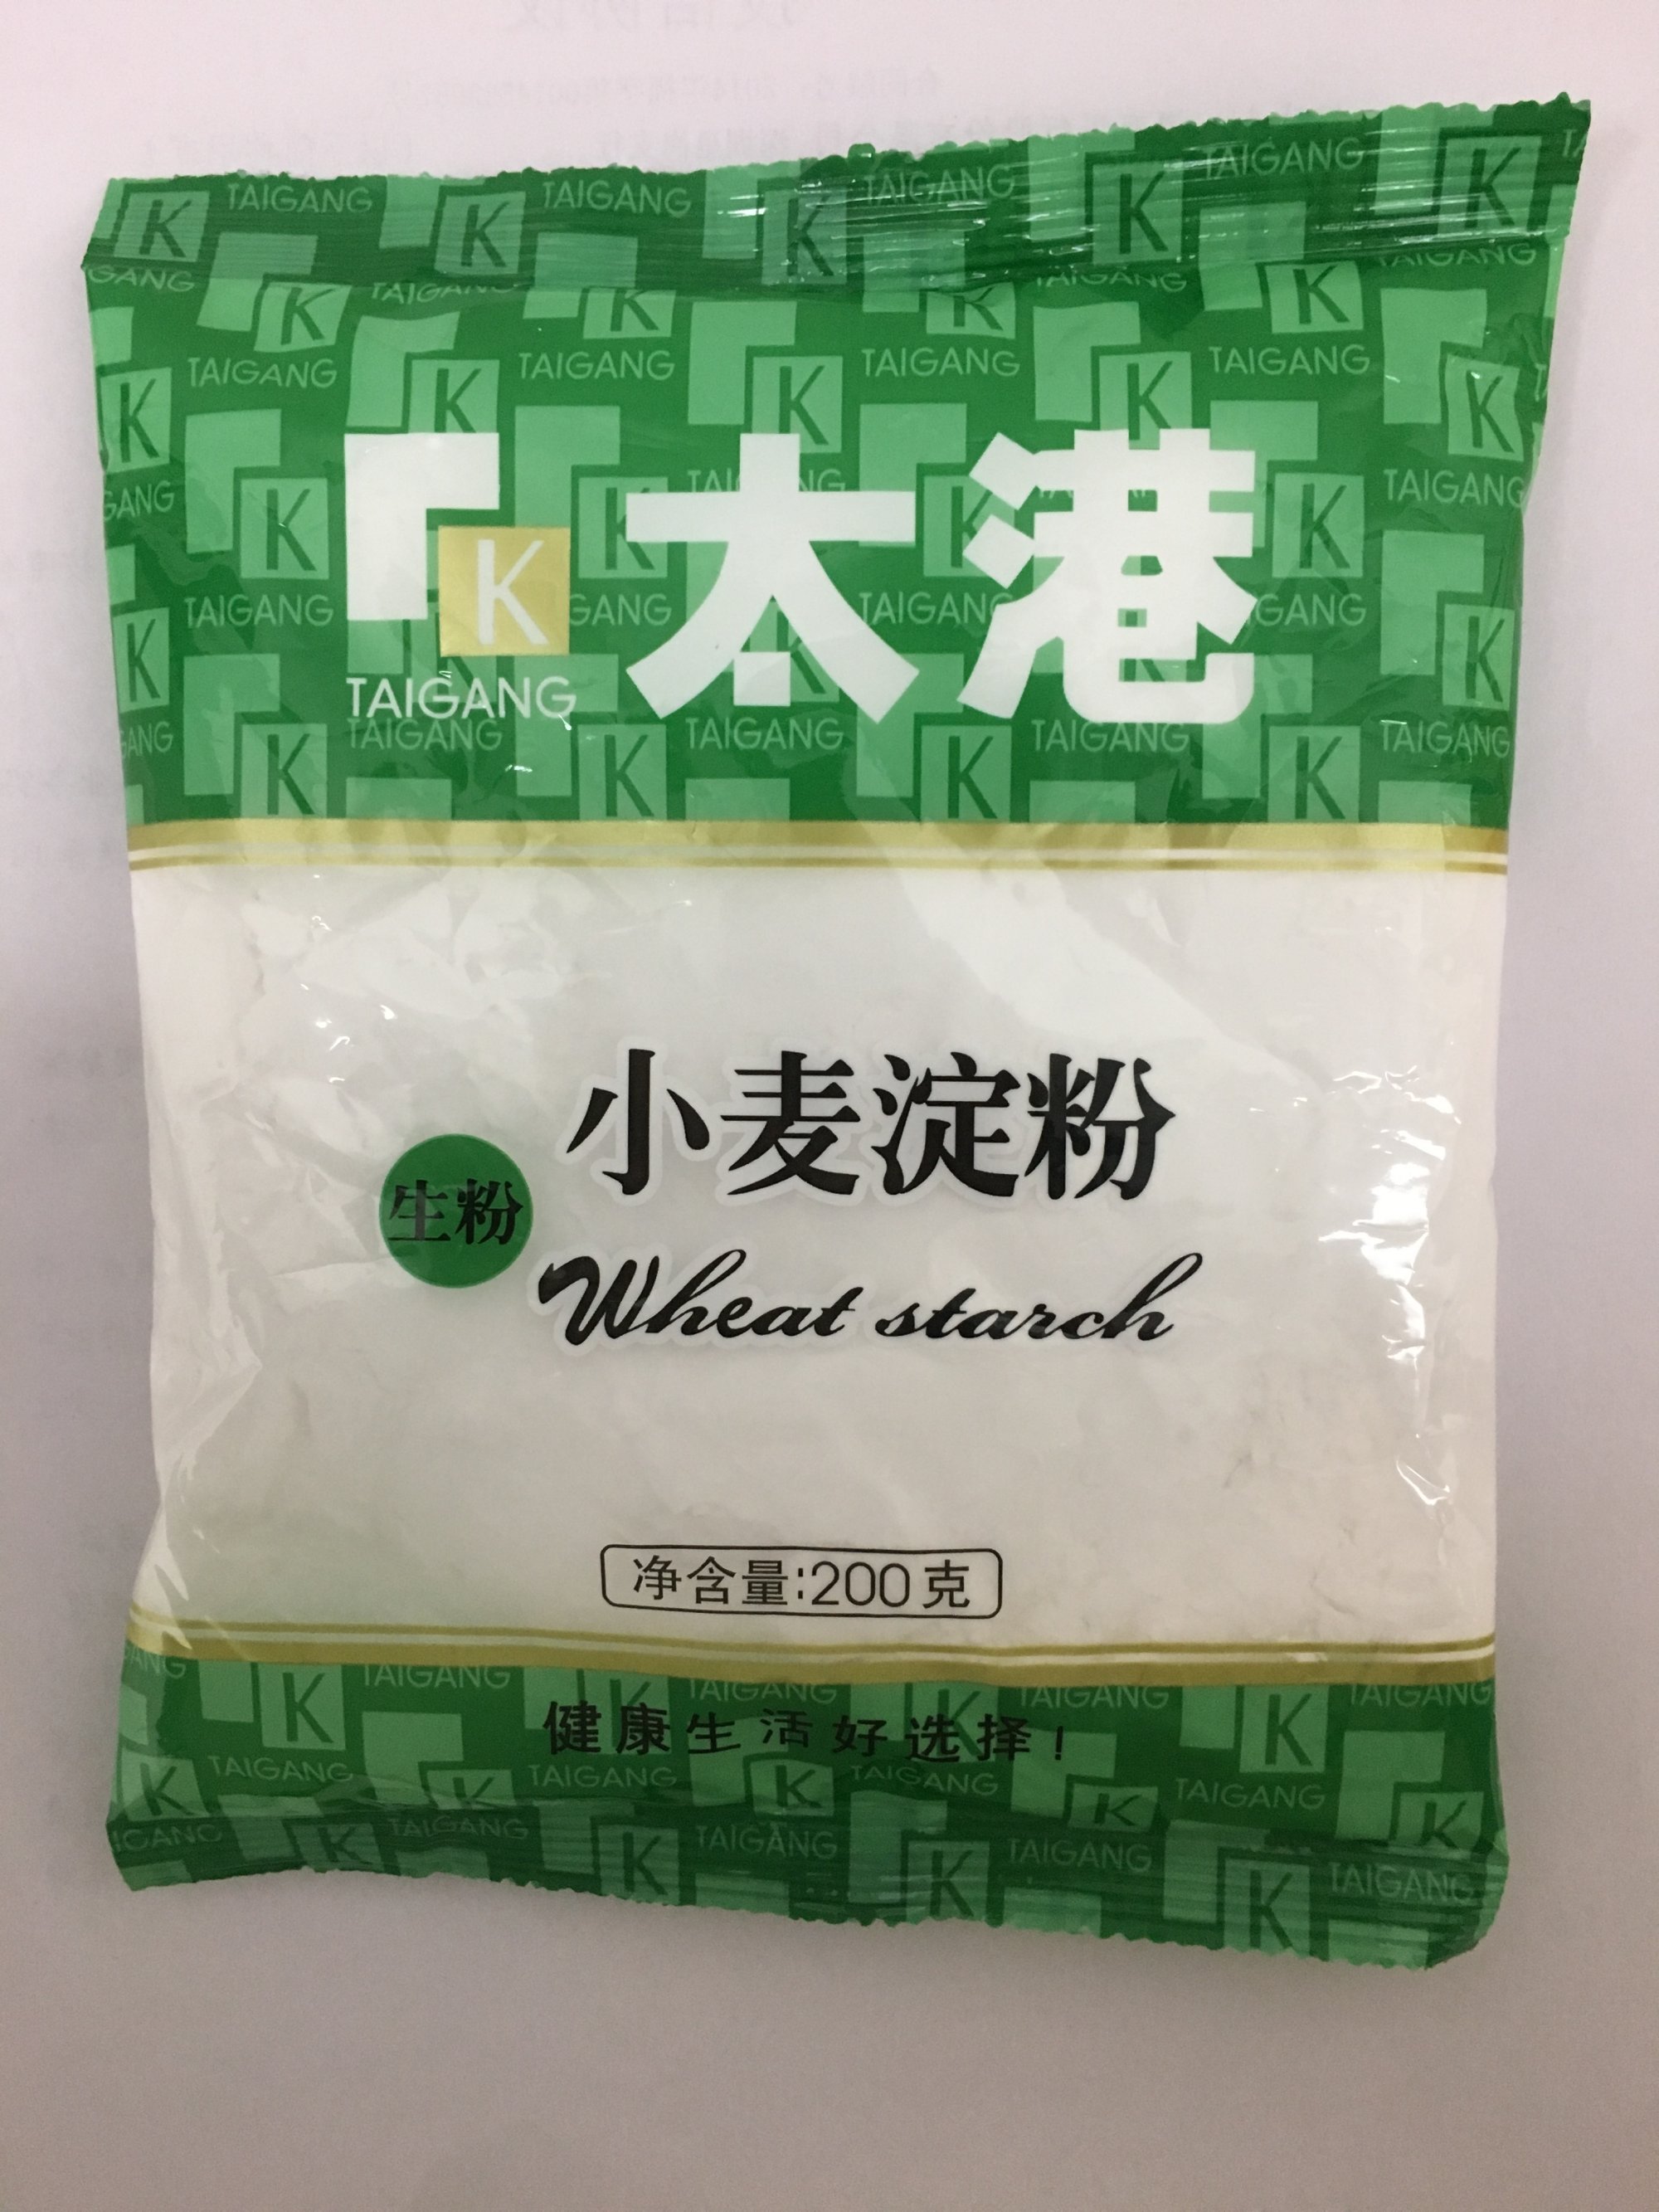 K
TAIGANG
太港
小麦淀粉
生粉
Wheat starch
净含量:200克
健康生活好选择!